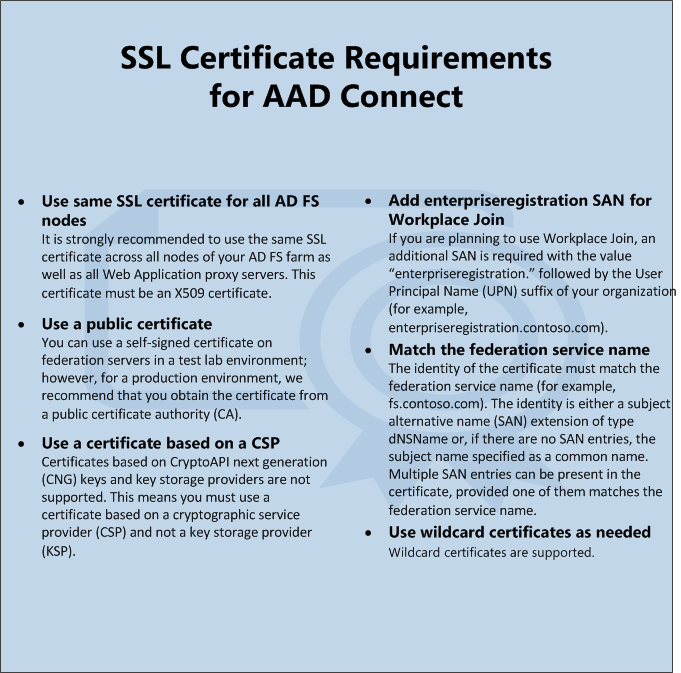 SSL Certificate Requirements
for AAD Connect
• Use same SSL certificate for all AD FS
nodes
It is strongly recommended to use the same SSL
certificate across all nodes of your AD FS farm as
well as all Web Application proxy servers. This
certificate must be an X509 certificate.
• Use a public certificate
You can use a self-signed certificate on
federation servers in a test lab environment;
however, for a production environment, we
recommend that you obtain the certificate from
a public certificate authority (CA).
• Use a certificate based on a CSP
Certificates based on CryptoAPI next generation
(CNG) keys and key storage providers are not
supported. This means you must use a
certificate based on a cryptographic service
provider (CSP) and not a key storage provider
(KSP).
• Add enterpriseregistration SAN for
Workplace Join
If you are planning to use Workplace Join, an
additional SAN is required with the value
“enterpriseregistration.” followed by the User
Principal Name (UPN) suffix of your organization
(for example,
enterpriseregistration.contoso.com).
• Match the federation service name
The identity of the certificate must match the
federation service name (for example,
fs.contoso.com). The identity is either a subject
alternative name (SAN) extension of type
dNSName or, if there are no SAN entries, the
subject name specified as a common name.
Multiple SAN entries can be present in the
certificate, provided one of them matches the
federation service name.
• Use wildcard certificates as needed
Wildcard certificates are supported.